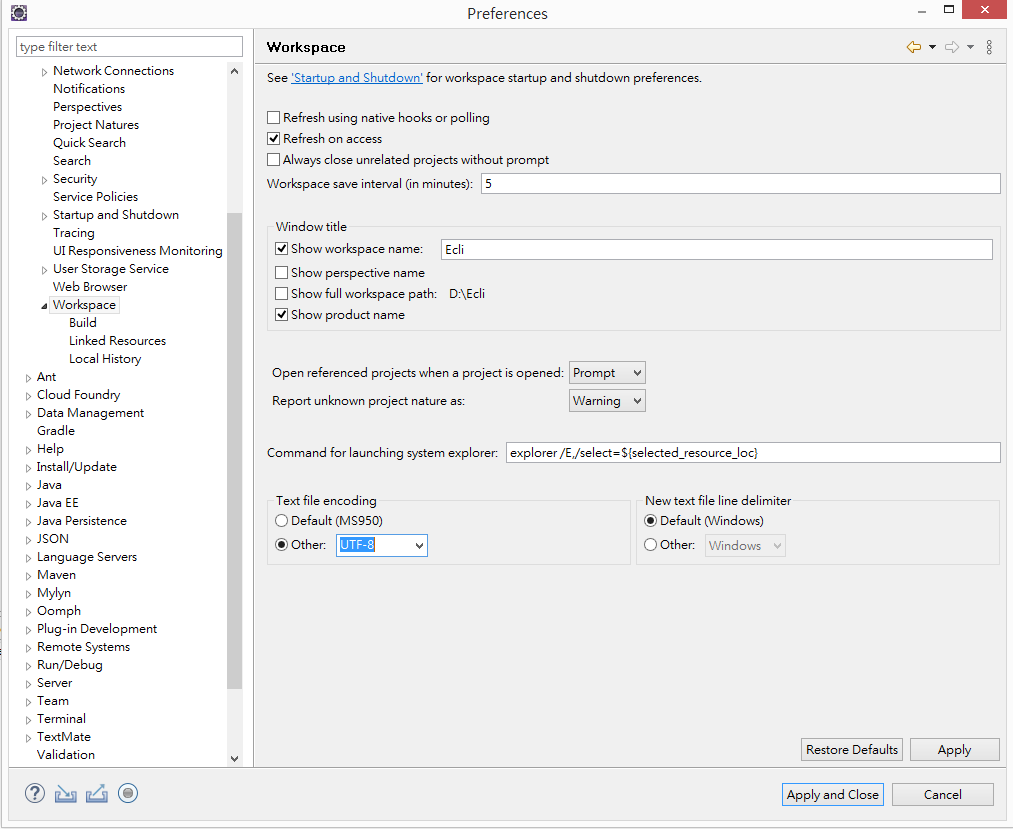 Preferences
type filter text
Network Connections
Notifications
Perspectives
Project Natures
Quick Search
Search
Security
Service Policies
Startup and Shutdown
Tracing
UI Responsiveness Monitoring
User Storage Service
Web Browser
Workspace
Build
Linked Resources
Local History
Ant
Cloud Foundry
Data Management
Gradle
Help
Install/Update
Java
Java EE
Java Persistence
JSON
Language Servers
Maven
Mylyn
Oomph
Plug-in Development
Remote Systems
Run/Debug
Server
Team
Terminal
TextMate
Validation
Workspace
See 'Startup and Shutdown' for workspace startup and shutdown preferences.
Refresh using native hooks or polling
Refresh on access
Always close unrelated projects without prompt
Workspace save interval (in minutes): 5
Window title
Show workspace name: Ecli
Show perspective name
Show full workspace path: D:\Ecli
Show product name
Open referenced projects when a project is opened: Prompt
Report unknown project nature as: Warning
Command for launching system explorer: explorer /E,/select=${selected_resource_loc}
Text file encoding
Default (MS950)
Other: UTF-8
New text file line delimiter
Default (Windows)
Other: Windows
Restore Defaults
Apply
Apply and Close
Cancel